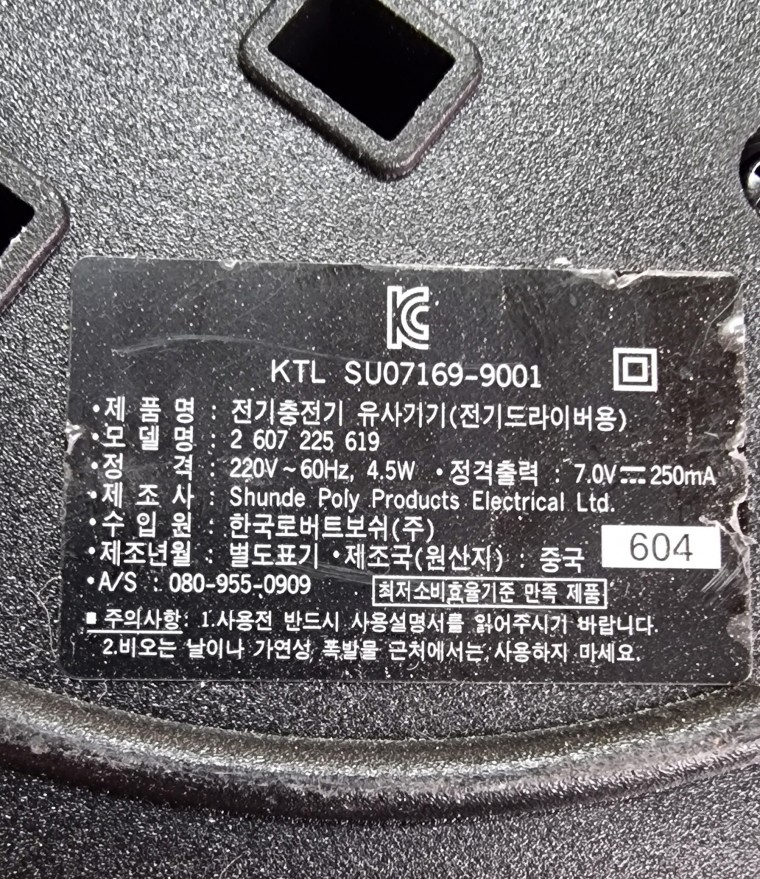 KC
KTL SU07169-9001
•제 품 명 : 전기충전기 유사기기(전기드라이버용)
•모 델 명 : 2 607 225 619
•정 격 : 220V~60Hz, 4.5W •정격출력 : 7.0V⎓250mA
•제 조 사 : Shunde Poly Products Electrical Ltd.
•수 입 원 : 한국로버트보쉬(주)
•제조년월 : 별도표기 •제조국(원산지) : 중국 604
•A/S : 080-955-0909 최저소비효율기준 만족 제품
■ 주의사항: 1.사용전 반드시 사용설명서를 읽어주시기 바랍니다.
2.비오는 날이나 가연성, 폭발물 근처에서는 사용하지 마세요.